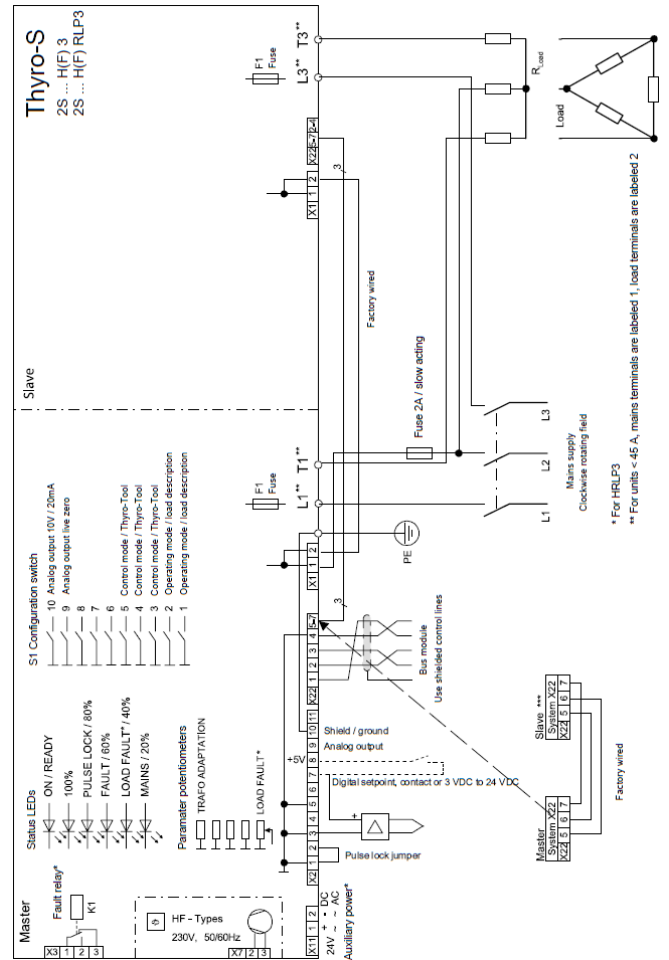 Thyro-S
2S ... H(F) 3
2S ... H(F) RLP3
Slave
Master
S1 Configuration switch
10 Analog output 10V / 20mA
9 Analog output live zero
8
7
6
5 Control mode / Thyro-Tool
4 Control mode / Thyro-Tool
3 Control mode / Thyro-Tool
2 Operating mode / load description
1 Operating mode / load description
Status LEDs
ON / READY
100%
PULSE LOCK / 80%
FAULT / 60%
LOAD FAULT* / 40%
MAINS / 20%
Paramater potentiometers
TRAFO ADAPTATION
LOAD FAULT*
Fault relay*
K1
X3 1 2 3
HF - Types
230V, 50/60Hz
X7 2 3
X11 1 2
24V + - DC
~ ~ AC
Auxiliary power*
X2 1 2 3 4 5 6 7 8 9 10 11
+5V
Pulse lock jumper
Digital setpoint, contact or 3 VDC to 24 VDC
Analog output
Shield / ground
X22 1 2 3 4 5-7
3
Bus module
Use shielded control lines
X1 1 2
PE
F1
Fuse
L1** T1**
Factory wired
Fuse 2A / slow acting
X1 1 2
X22 5-7 2-4
3
F1
Fuse
L3** T3**
RLoad
Load
L1
L2
L3
Mains supply
Clockwise rotating field
* For HRLP3
** For units < 45 A, mains terminals are labeled 1, load terminals are labeled 2
Master
System X22
X22 5 6 7
Slave ***
System X22
X22 5 6 7
Factory wired